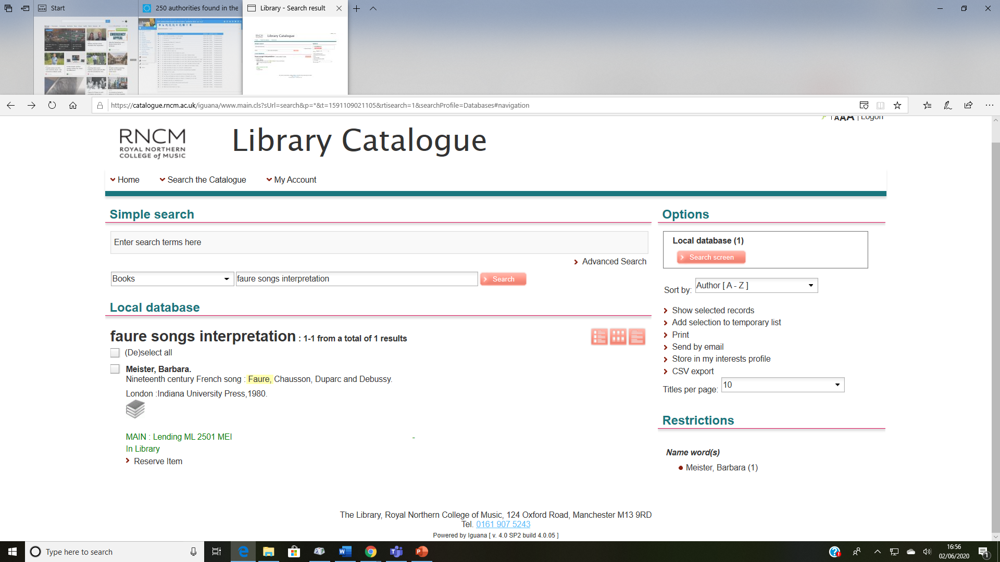 Start
250 authorities found in the
Library - Search result
https://catalogue.rncm.ac.uk/iguana/www.main.cls?sUrl=search&p=*&t=1591109021105&rtisearch=1&searchProfile=Databases#navigation
AAA | Logon
RNCM
ROYAL NORTHERN
COLLEGE of MUSIC
Library Catalogue
Home
Search the Catalogue
My Account
Simple search
Enter search terms here
Advanced Search
Books
faure songs interpretation
Search
Local database
faure songs interpretation : 1-1 from a total of 1 results
(De)select all
Meister, Barbara.
Nineteenth century French song : Faure, Chausson, Duparc and Debussy.
London :Indiana University Press,1980.
MAIN : Lending ML 2501 MEI -
In Library
Reserve Item
Options
Local database (1)
Search screen
Sort by: Author [ A - Z ]
Show selected records
Add selection to temporary list
Print
Send by email
Store in my interests profile
CSV export
Titles per page: 10
Restrictions
Name word(s)
Meister, Barbara (1)
The Library, Royal Northern College of Music, 124 Oxford Road, Manchester M13 9RD
Tel. 0161 907 5243
Powered by Iguana [ v. 4.0 SP2 build 4.0.05 ]
Type here to search
16:56
02/06/2020
1